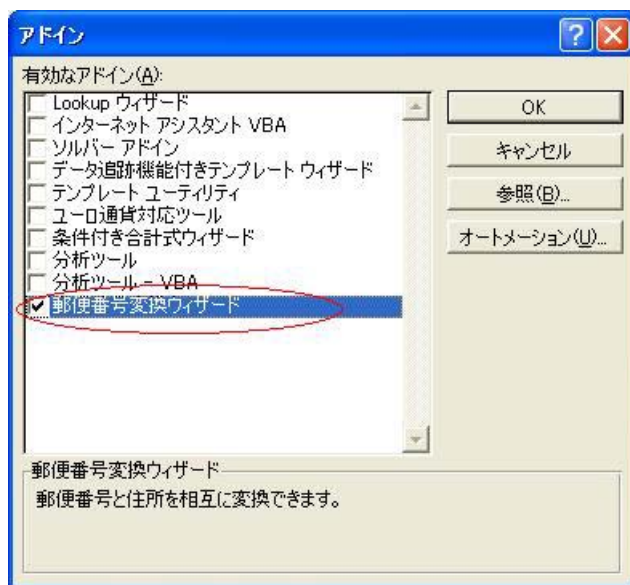 アドイン
有効なアドイン(A):
Lookup ウィザード
インターネット アシスタント VBA
ソルバー アドイン
データ追跡機能付きテンプレート ウィザード
テンプレート ユーティリティ
ユーロ通貨対応ツール
条件付き合計式ウィザード
分析ツール
分析ツール - VBA
郵便番号変換ウィザード
OK
キャンセル
参照(B)...
オートメーション(U)...
郵便番号変換ウィザード
郵便番号と住所を相互に変換できます。